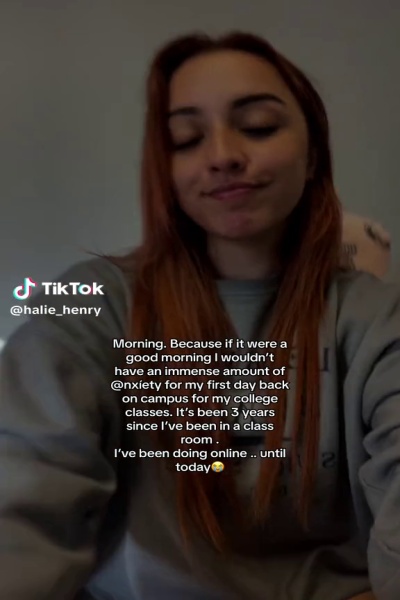 TikTok
@halie_henry
Morning. Because if it were a
good morning I wouldn't
have an immense amount of
@nxiety for my first day back
on campus for my college
classes. It's been 3 years
since I've been in a class
room .
I've been doing online .. until
today😭